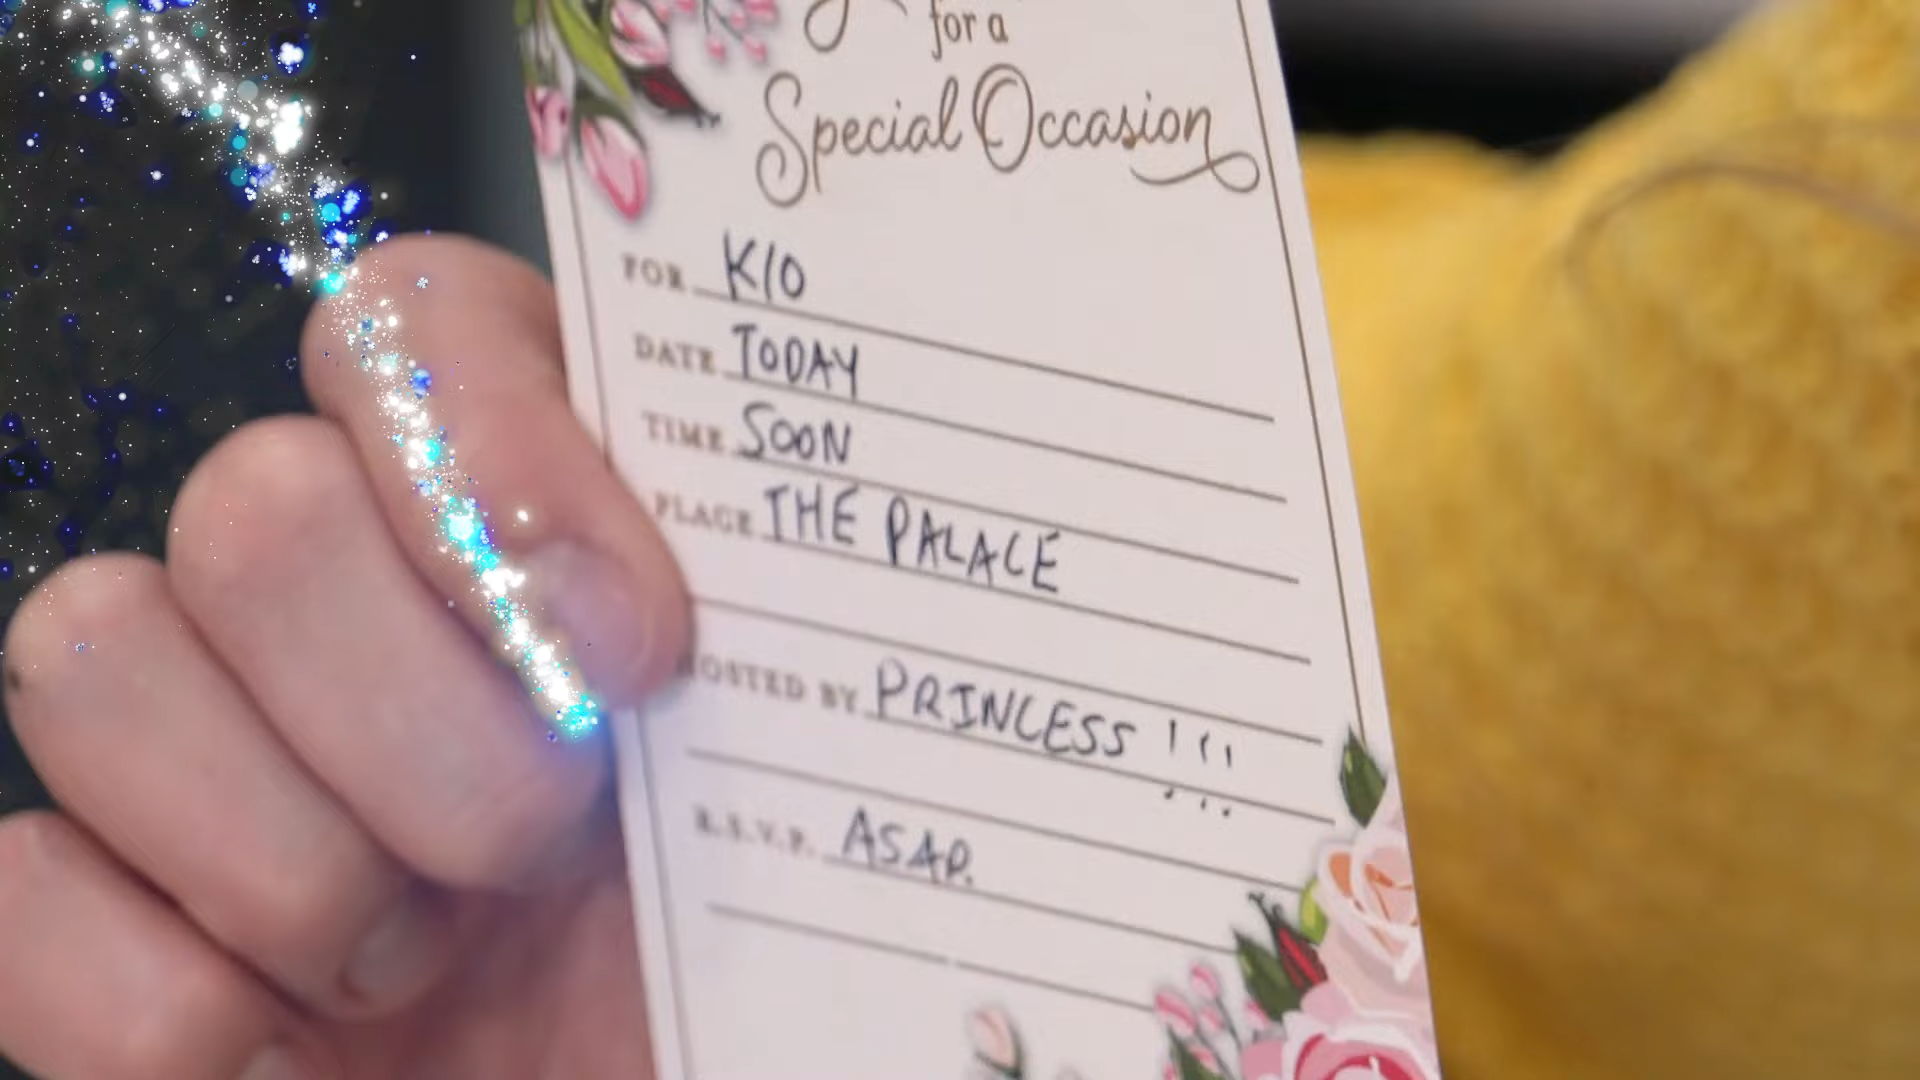 for a
Special Occasion
FOR KIO
DATE TODAY
TIME SOON
PLACE THE PALACE
HOSTED BY PRINCESS !!!
R.S.V.P. ASAP.